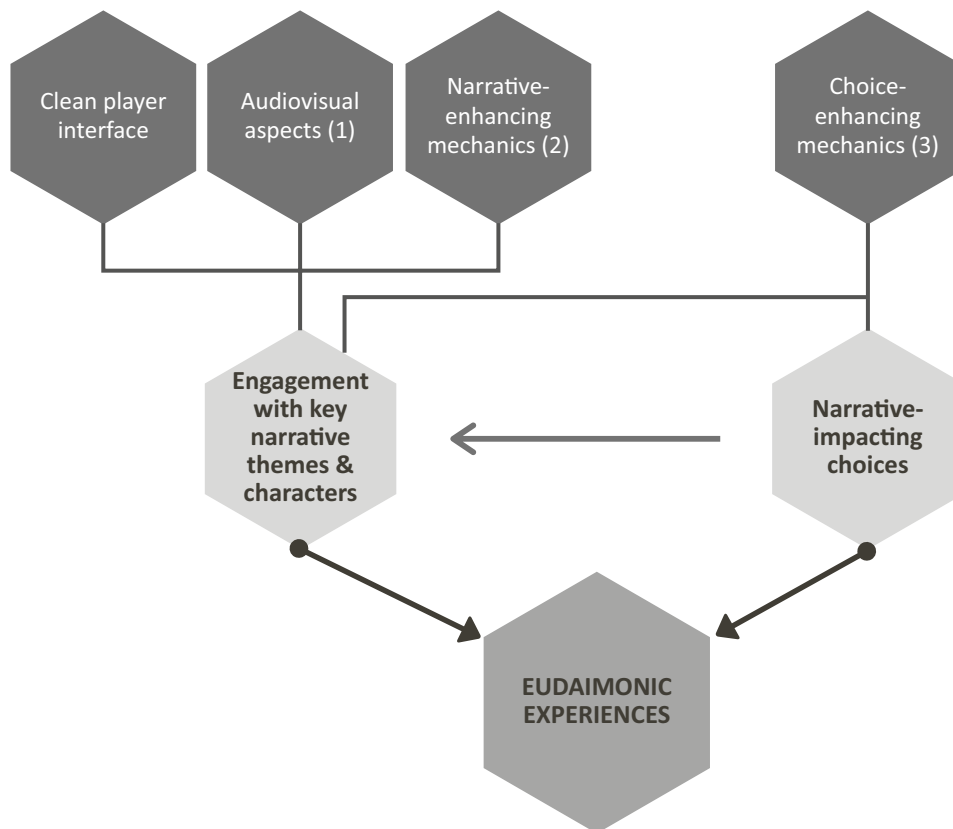 Clean player
interface
Audiovisual
aspects (1)
Narrative-
enhancing
mechanics (2)
Choice-
enhancing
mechanics (3)
Engagement
with key
narrative
themes &
characters
Narrative-
impacting
choices
EUDAIMONIC
EXPERIENCES